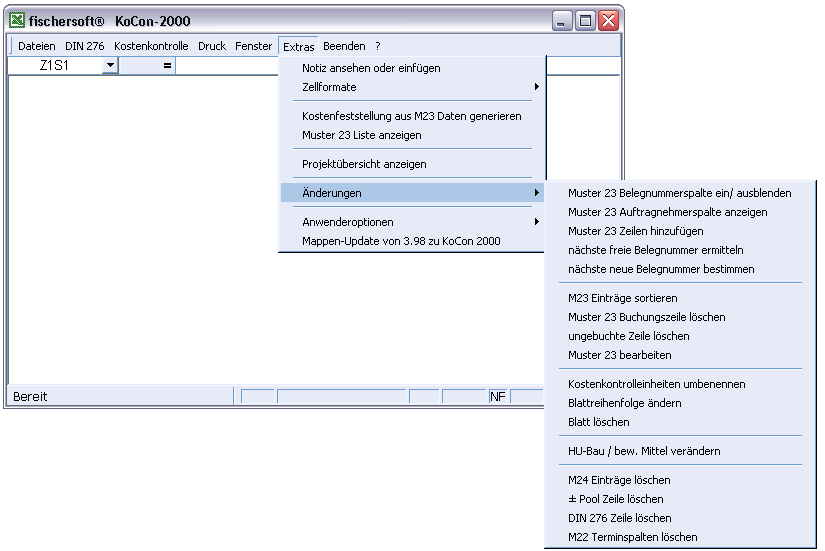 fischersoft® KoCon-2000
Dateien DIN 276 Kostenkontrolle Druck Fenster Extras Beenden ?
Z1S1 =
Notiz ansehen oder einfügen
Zellformate
Kostenfeststellung aus M23 Daten generieren
Muster 23 Liste anzeigen
Projektübersicht anzeigen
Änderungen
Anwenderoptionen
Mappen-Update von 3.98 zu KoCon 2000
Muster 23 Belegnummerspalte ein/ ausblenden
Muster 23 Auftragnehmerspalte anzeigen
Muster 23 Zeilen hinzufügen
nächste freie Belegnummer ermitteln
nächste neue Belegnummer bestimmen
M23 Einträge sortieren
Muster 23 Buchungszeile löschen
ungebuchte Zeile löschen
Muster 23 bearbeiten
Kostenkontrolleinheiten umbenennen
Blattreihenfolge ändern
Blatt löschen
HU-Bau / bew. Mittel verändern
M24 Einträge löschen
± Pool Zeile löschen
DIN 276 Zeile löschen
M22 Terminspalten löschen
Bereit NF